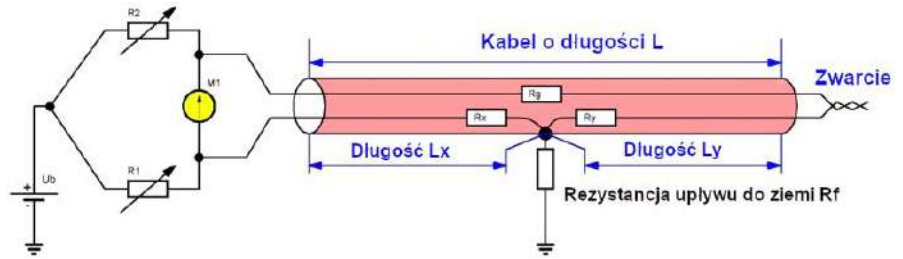 R2
Kabel o długości L
Zwarcie
M1
Rg
Rx
Ry
Długość Lx
Długość Ly
R1
Ub
+
-
Rezystancja upływu do ziemi Rf